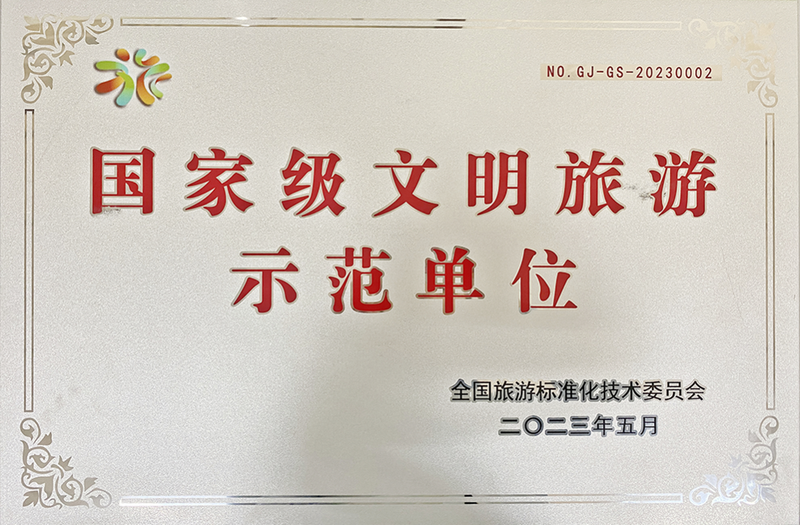 NO.GJ-GS-20230002
国家级文明旅游
示范单位
全国旅游标准化技术委员会
二〇二三年五月